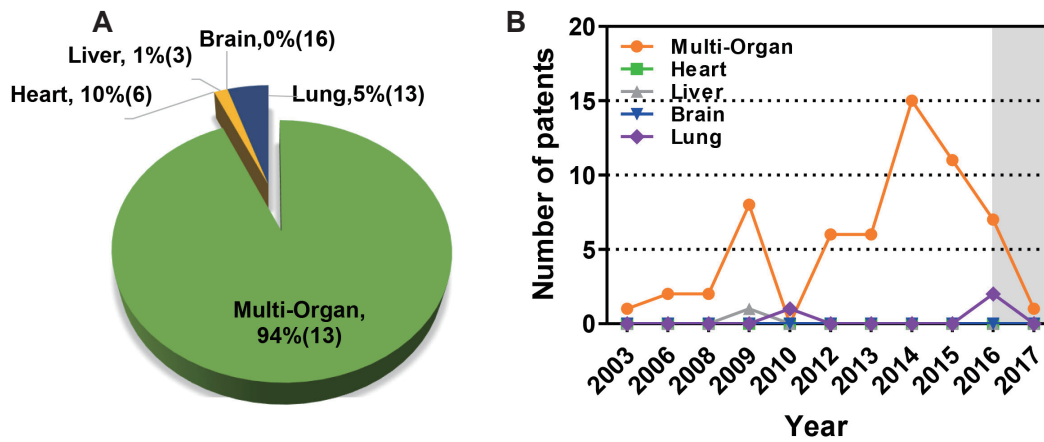 A
Brain,0%(16)
Liver, 1%(3)
Heart, 10%(6)
Lung,5%(13)
Multi-Organ,
94%(13)
B
20
15
10
5
0
Number of patents
Multi-Organ
Heart
Liver
Brain
Lung
2003
2006
2008
2009
2010
2012
2013
2014
2015
2016
2017
Year